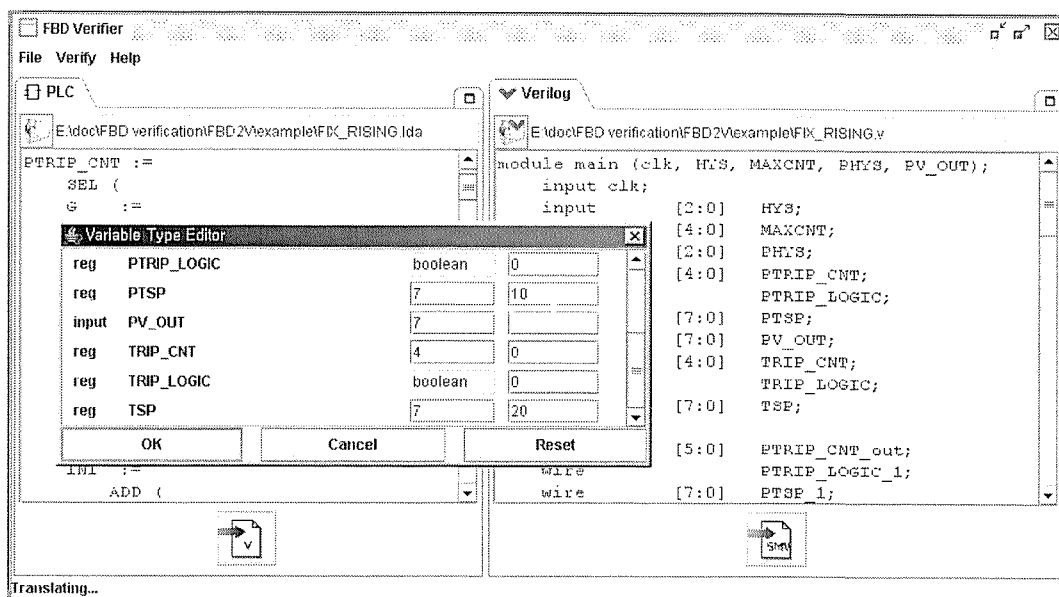 FBD Verifier
File Verify Help
PLC
E:\doc\FBD verification\FBD2V\example\FIX_RISING.lda
PTRIP_CNT :=
SEL (
G :=
ADD (
Verilog
E:\doc\FBD verification\FBD2V\example\FIX_RISING.v
module main (clk, HYS, MAXCNT, PHYS, PV_OUT);
input clk;
input [2:0] HYS;
[4:0] MAXCNT;
[2:0] PHYS;
[4:0] PTRIP_CNT;
PTRIP_LOGIC;
[7:0] PTSP;
[7:0] PV_OUT;
[4:0] TRIP_CNT;
TRIP_LOGIC;
[7:0] TSP;
[5:0] PTRIP_CNT_out;
wire PTRIP_LOGIC_1;
wire [7:0] PTSP_1;
Variable Type Editor
reg PTRIP_LOGIC boolean 0
reg PTSP 7 10
input PV_OUT 7
reg TRIP_CNT 4 0
reg TRIP_LOGIC boolean 0
reg TSP 7 20
OK Cancel Reset
V
SMV
Translating...